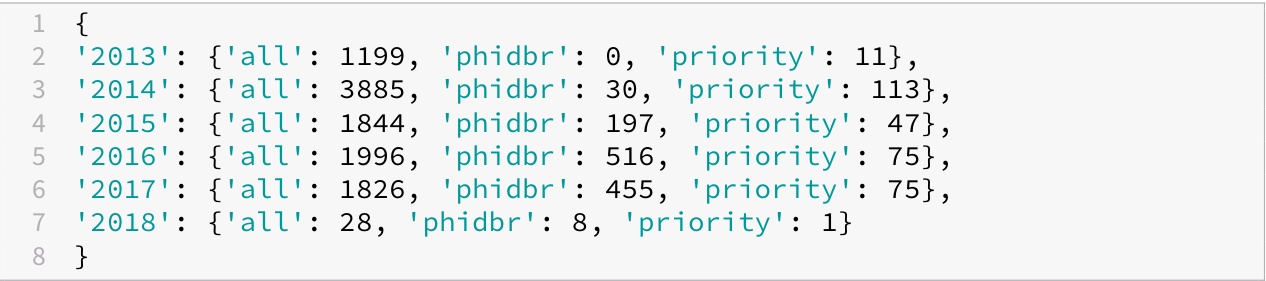 1 {
2 '2013': {'all': 1199, 'phidbr': 0, 'priority': 11},
3 '2014': {'all': 3885, 'phidbr': 30, 'priority': 113},
4 '2015': {'all': 1844, 'phidbr': 197, 'priority': 47},
5 '2016': {'all': 1996, 'phidbr': 516, 'priority': 75},
6 '2017': {'all': 1826, 'phidbr': 455, 'priority': 75},
7 '2018': {'all': 28, 'phidbr': 8, 'priority': 1}
8 }